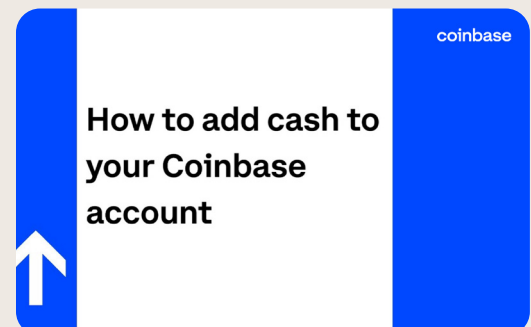 coinbase
How to add cash to
your Coinbase
account